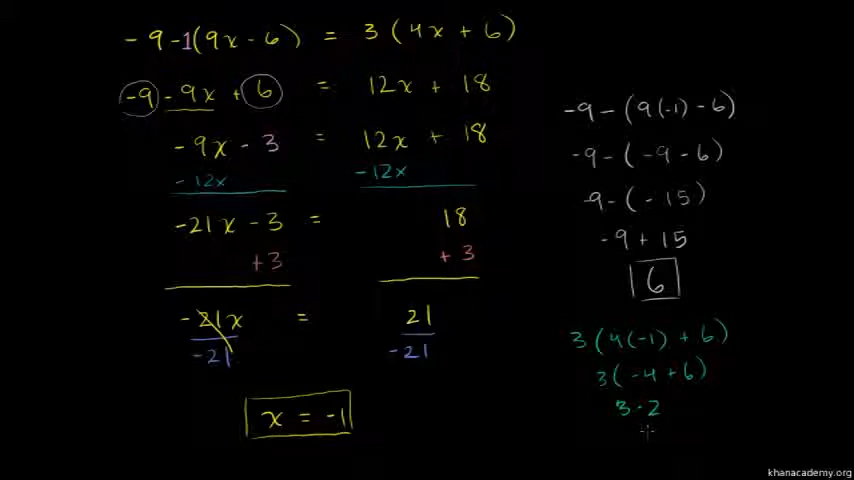 -9-1(9x-6) = 3(4x+6)
-9-9x+6 = 12x+18
-9x-3 = 12x+18
-12x -12x
-21x-3 = 18
+3 +3
-21x = 21
-21 -21
x = -1
-9-(9(-1)-6)
-9-(-9-6)
-9-(-15)
-9+15
6
3(4(-1)+6)
3(-4+6)
3·2
khanacademy.org